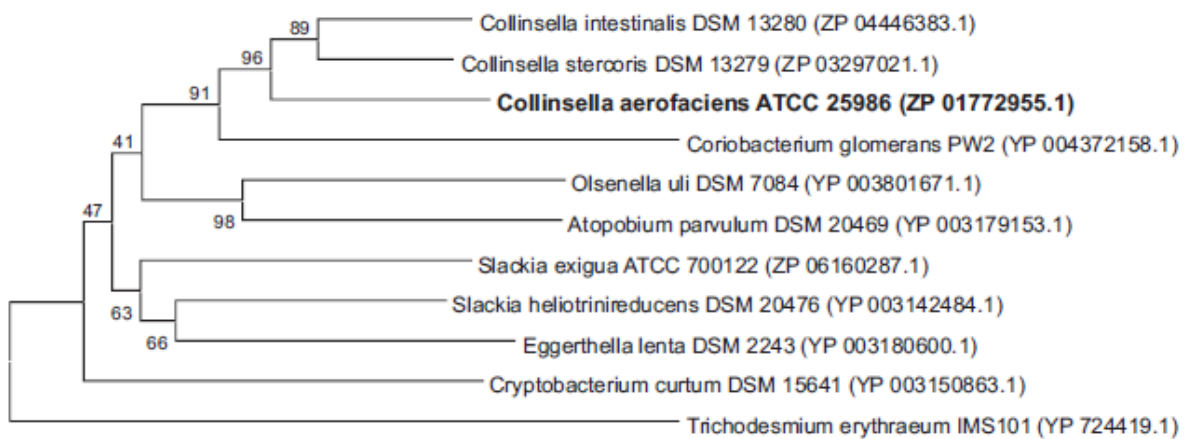 89
Collinsella intestinalis DSM 13280 (ZP 04446383.1)
96
Collinsella stercoris DSM 13279 (ZP 03297021.1)
91
Collinsella aerofaciens ATCC 25986 (ZP 01772955.1)
41
Coriobacterium glomerans PW2 (YP 004372158.1)
Olsenella uli DSM 7084 (YP 003801671.1)
47
98
Atopobium parvulum DSM 20469 (YP 003179153.1)
Slackia exigua ATCC 700122 (ZP 06160287.1)
63
Slackia heliotrinireducens DSM 20476 (YP 003142484.1)
66
Eggerthella lenta DSM 2243 (YP 003180600.1)
Cryptobacterium curtum DSM 15641 (YP 003150863.1)
Trichodesmium erythraeum IMS101 (YP 724419.1)